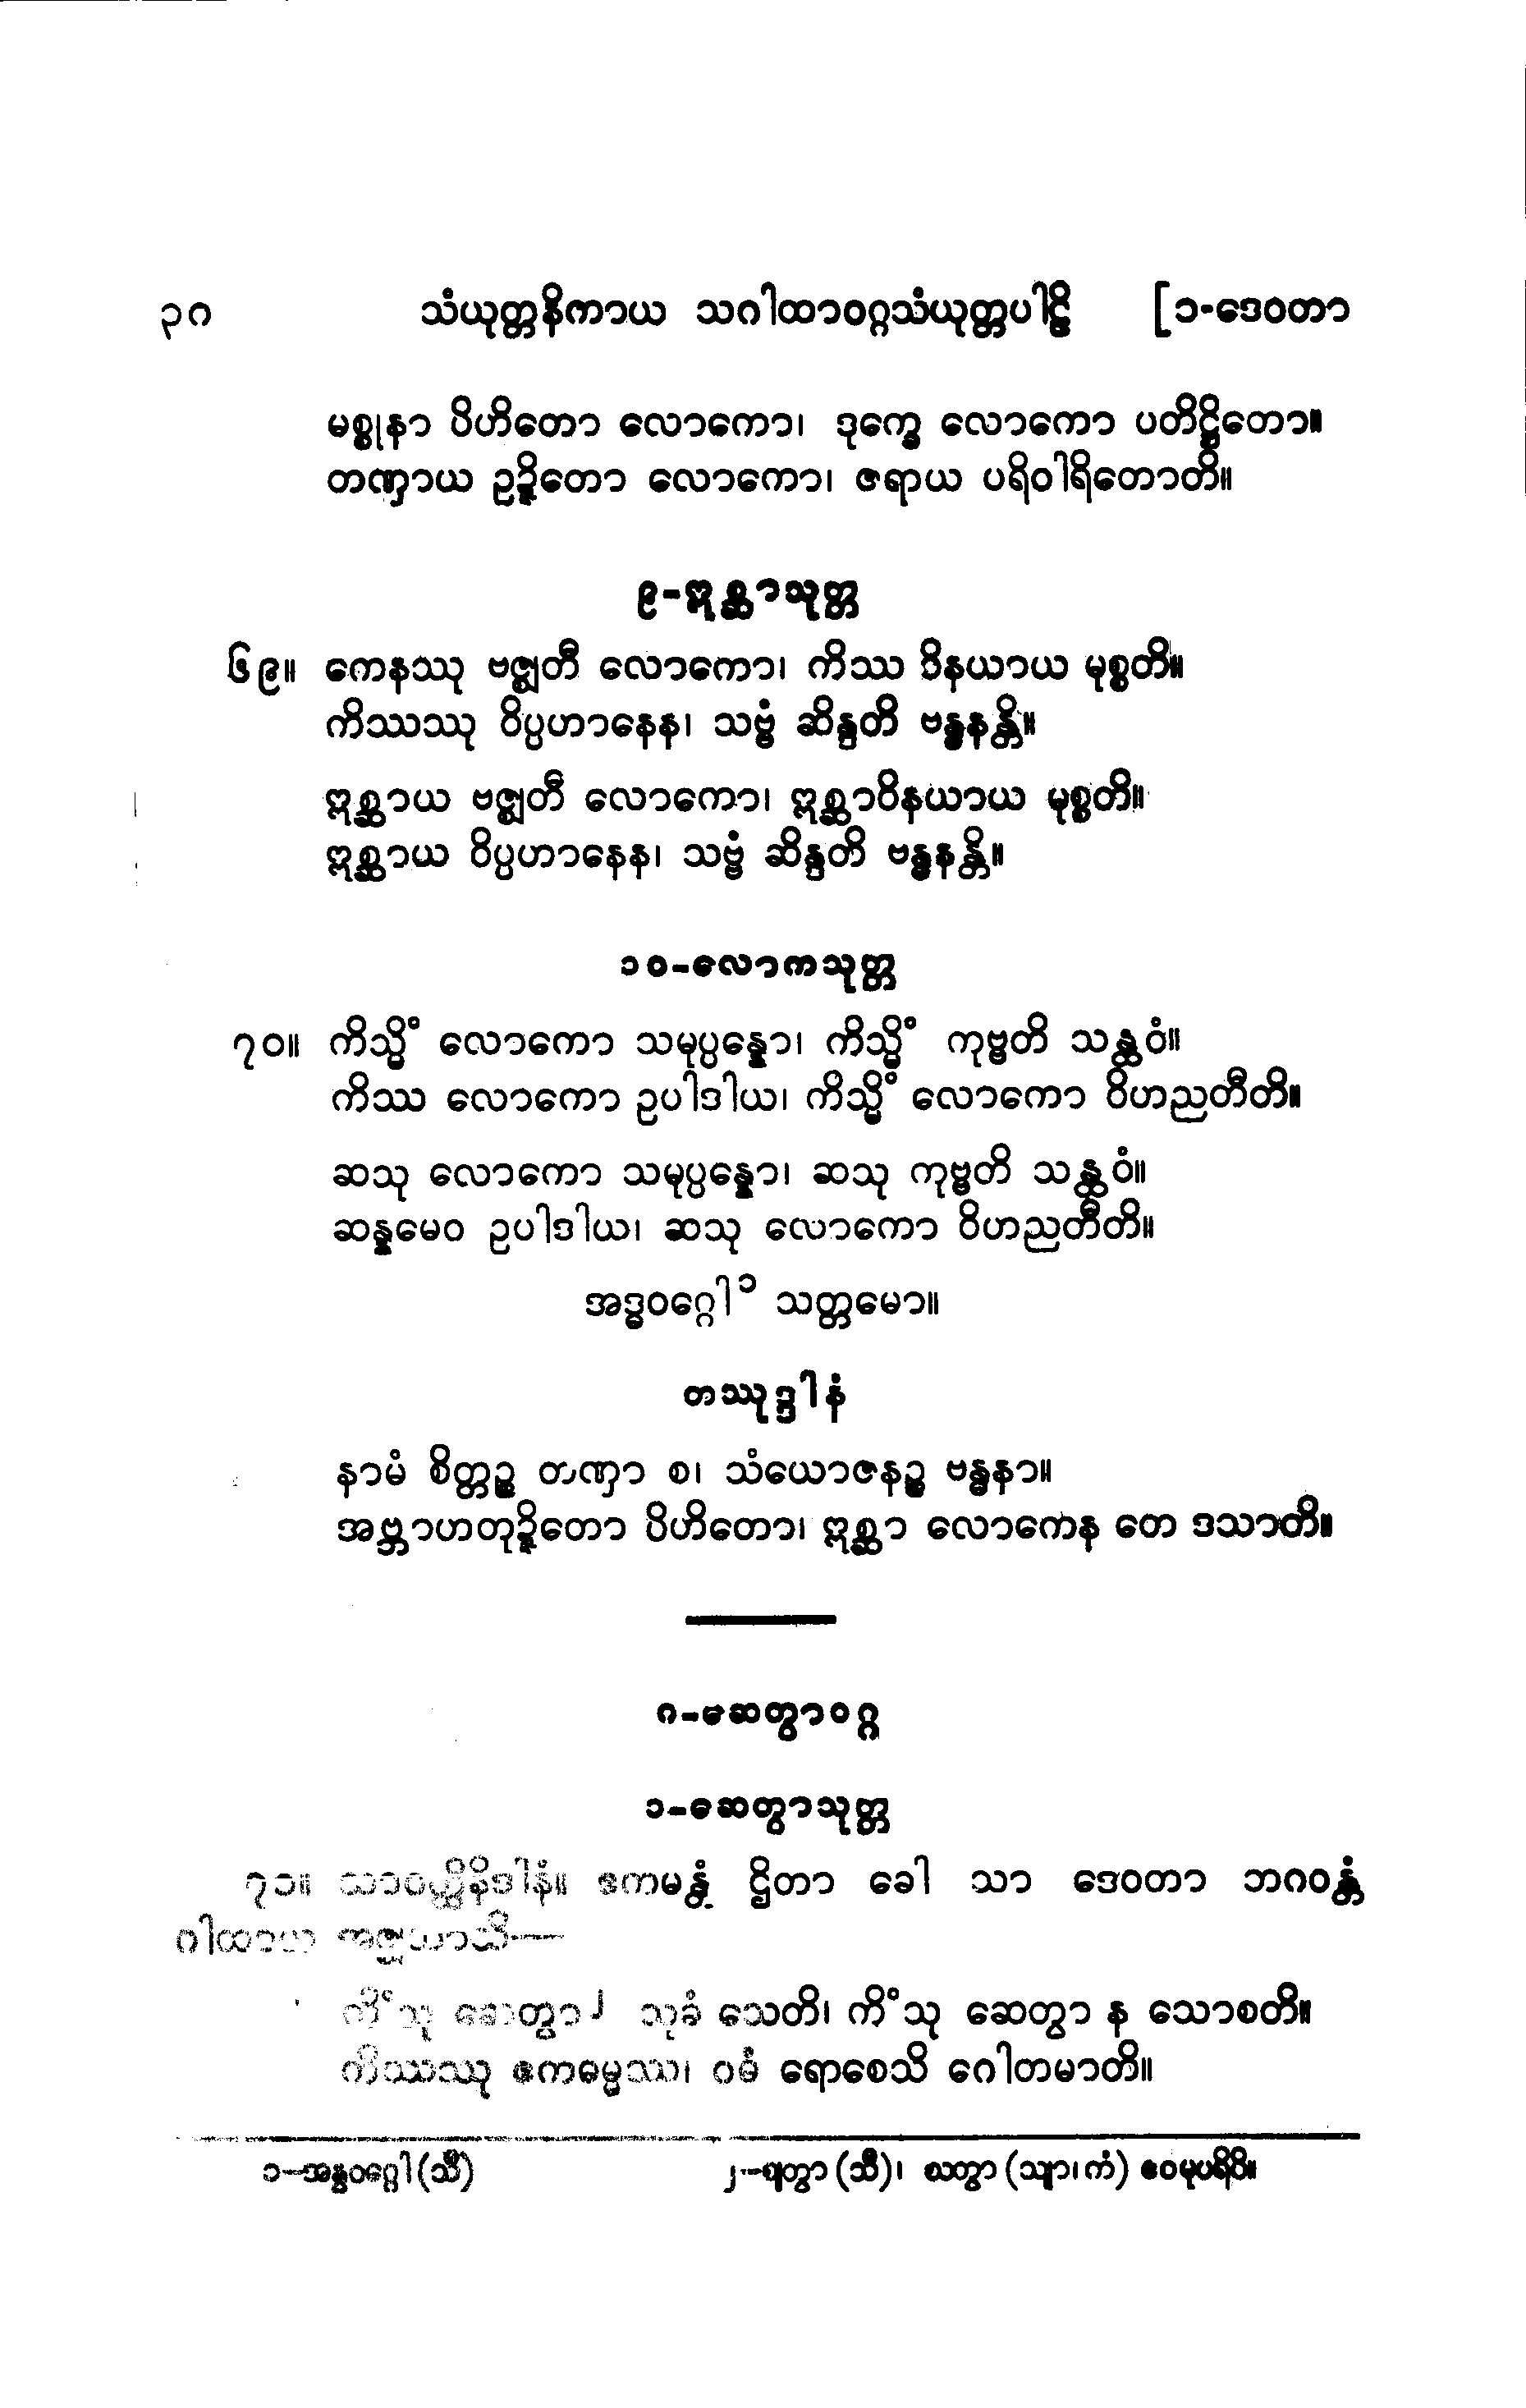 ၃ဂ သံယုတ္တနိကာယ သဂါထာဝဂ္ဂသံယုတ္တပါဠိ [၁-ဒေဝတာ
မစ္စုနာ ပိဟိတော လောကော၊ ဒုက္ခေ လောကော ပတိဋ္ဌိတော။
တဏှာယ ဥဍ္ဍိတော လောကော၊ ဇရာယ ပရိဝါရိတောတိ။
၉-ဣစ္ဆာသုတ္တ
၆၉။ ကေနဿု ဗဇ္ဈတီ လောကော၊ ကိဿ ဝိနယာယ မုစ္စတိ။
ကိဿဿု ဝိပ္ပဟာနေန၊ သဗ္ဗံ ဆိန္ဒတိ ဗန္ဓနန္တိ။
ဣစ္ဆာယ ဗဇ္ဈတီ လောကော၊ ဣစ္ဆာဝိနယာယ မုစ္စတိ။
ဣစ္ဆာယ ဝိပ္ပဟာနေန၊ သဗ္ဗံ ဆိန္ဒတိ ဗန္ဓနန္တိ။
၁၀-လောကသုတ္တ
၇၀။ ကိသ္မိံ လောကော သမုပ္ပန္နော၊ ကိသ္မိံ ကုဗ္ဗတိ သန္ထဝံ။
ကိဿ လောကော ဥပါဒါယ၊ ကိသ္မိံ လောကော ဝိဟညတီတိ။
ဆသု လောကော သမုပ္ပန္နော၊ ဆသု ကုဗ္ဗတိ သန္ထဝံ။
ဆန္နမေဝ ဥပါဒါယ၊ ဆသု လောကော ဝိဟညတီတိ။
အဒ္ဓဝဂ္ဂေါ၁ သတ္တမော။
တဿုဒ္ဒါနံ
နာမံ စိတ္တဉ္စ တဏှာ စ၊ သံယောဇနဉ္စ ဗန္ဓနာ။
အဗ္ဘာဟတုဍ္ဍိတော ပိဟိတော၊ ဣစ္ဆာ လောကေန တေ ဒသာတိ။
ဂ-ဆေတွာဝဂ္ဂ
၁-ဆေတွာသုတ္တ
၇၁။ သာဝတ္ထိနိဒါနံ။ ဧကမန္တံ ဌိတာ ခေါ သာ ဒေဝတာ ဘဂဝန္တံ
ဂါထာယ အဇ္ဈဘာသိ—
ကိံသု ဆေတွာ၂ သုခံ သေတိ၊ ကိံသု ဆေတွာ န သောစတိ။
ကိဿဿု ဧကဓမ္မဿ၊ ဝဓံ ရောစေသိ ဂေါတမာတိ။
၁—အန္ဓဝဂ္ဂေါ (သီ) ၂—ဈတွာ (သီ)၊ ဃတွာ (သျာ၊ ကံ) ဧဝမုပရိပိ။